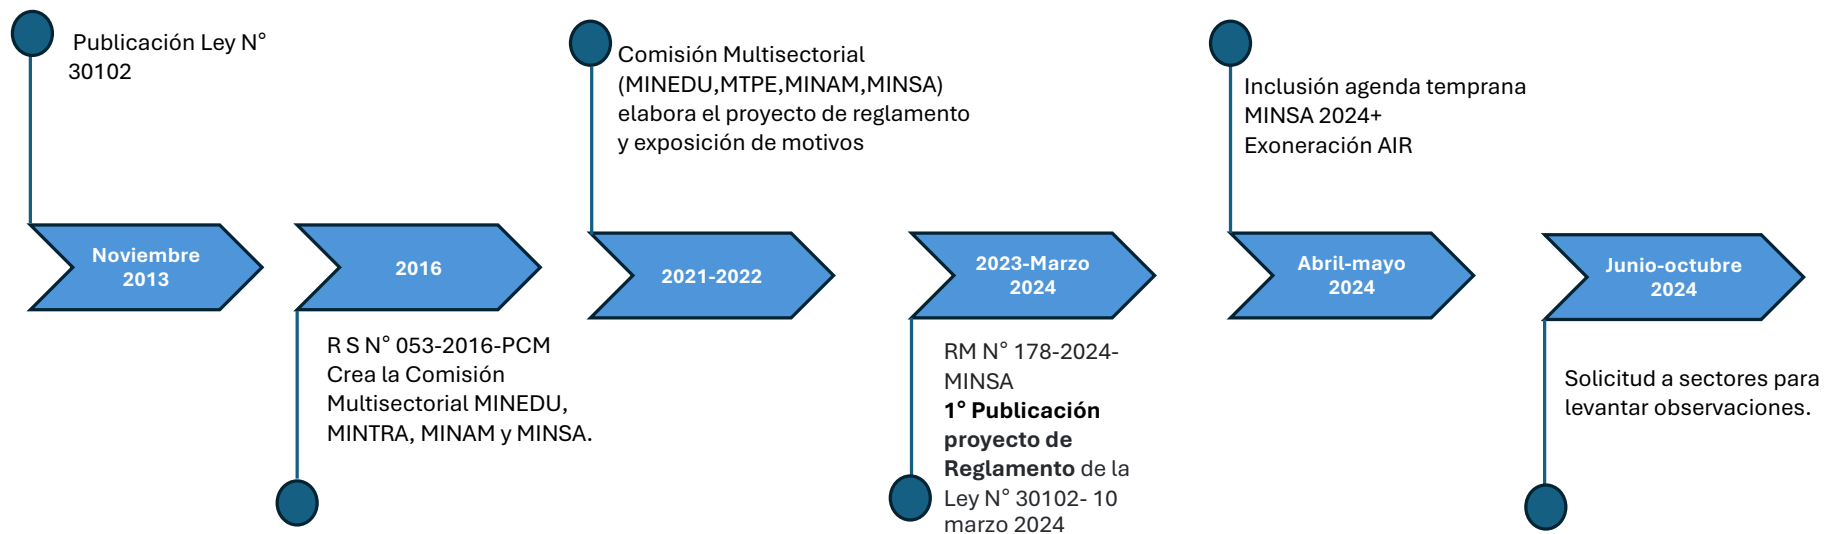 Publicación Ley N°
30102
Noviembre
2013
2016
R S N° 053-2016-PCM
Crea la Comisión
Multisectorial MINEDU,
MINTRA, MINAM y MINSA.
Comisión Multisectorial
(MINEDU,MTPE,MINAM,MINSA)
elabora el proyecto de reglamento
y exposición de motivos
2021-2022
2023-Marzo
2024
RM N° 178-2024-
MINSA
1° Publicación
proyecto de
Reglamento de la
Ley N° 30102- 10
marzo 2024
Inclusión agenda temprana
MINSA 2024+
Exoneración AIR
Abril-mayo
2024
Junio-octubre
2024
Solicitud a sectores para
levantar observaciones.